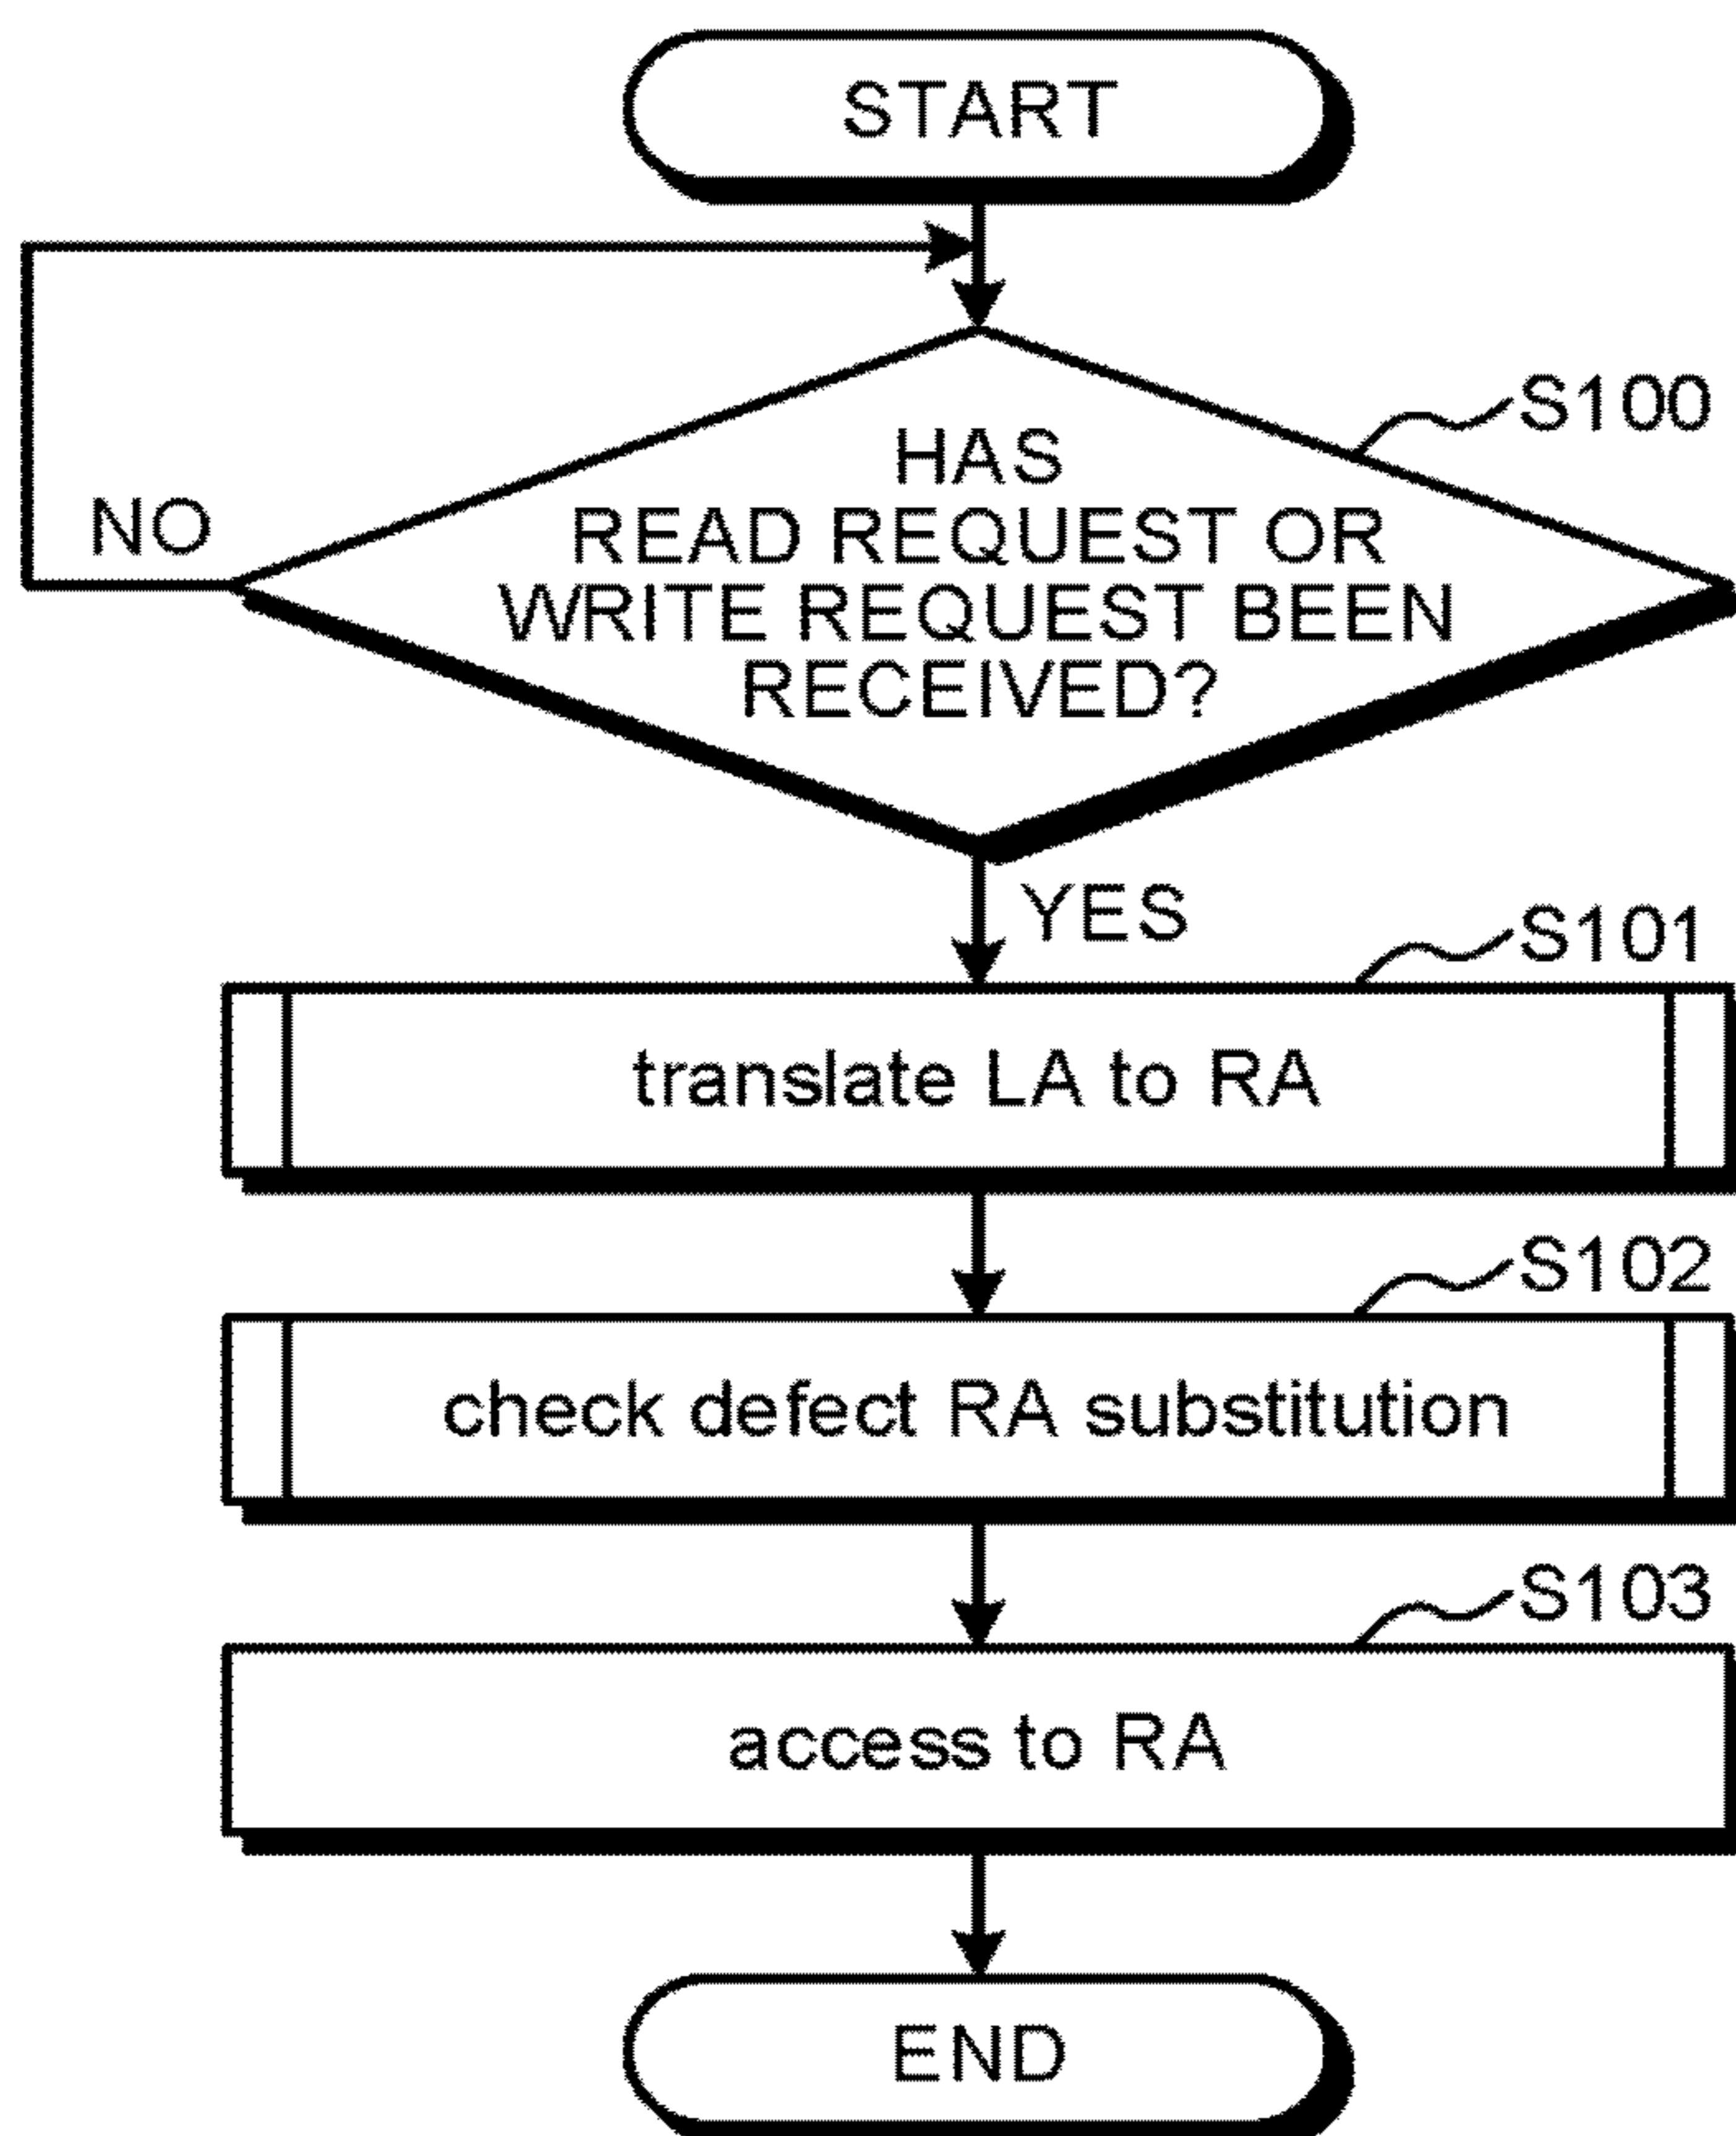 START
S100
HAS
READ REQUEST OR
WRITE REQUEST BEEN
RECEIVED?
NO
YES
S101
translate LA to RA
S102
check defect RA substitution
S103
access to RA
END